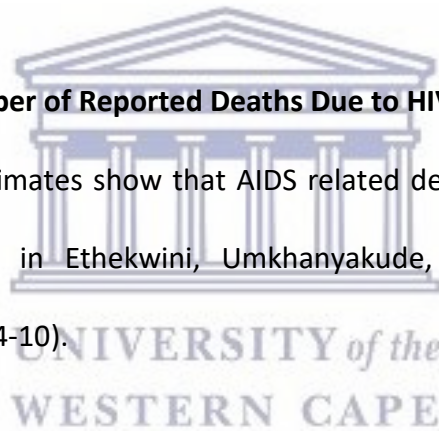 ber of Reported Deaths Due to HIV
imates show that AIDS related de
in Ethekwini, Umkhanyakude,
4-10).
UNIVERSITY of the
WESTERN CAPE